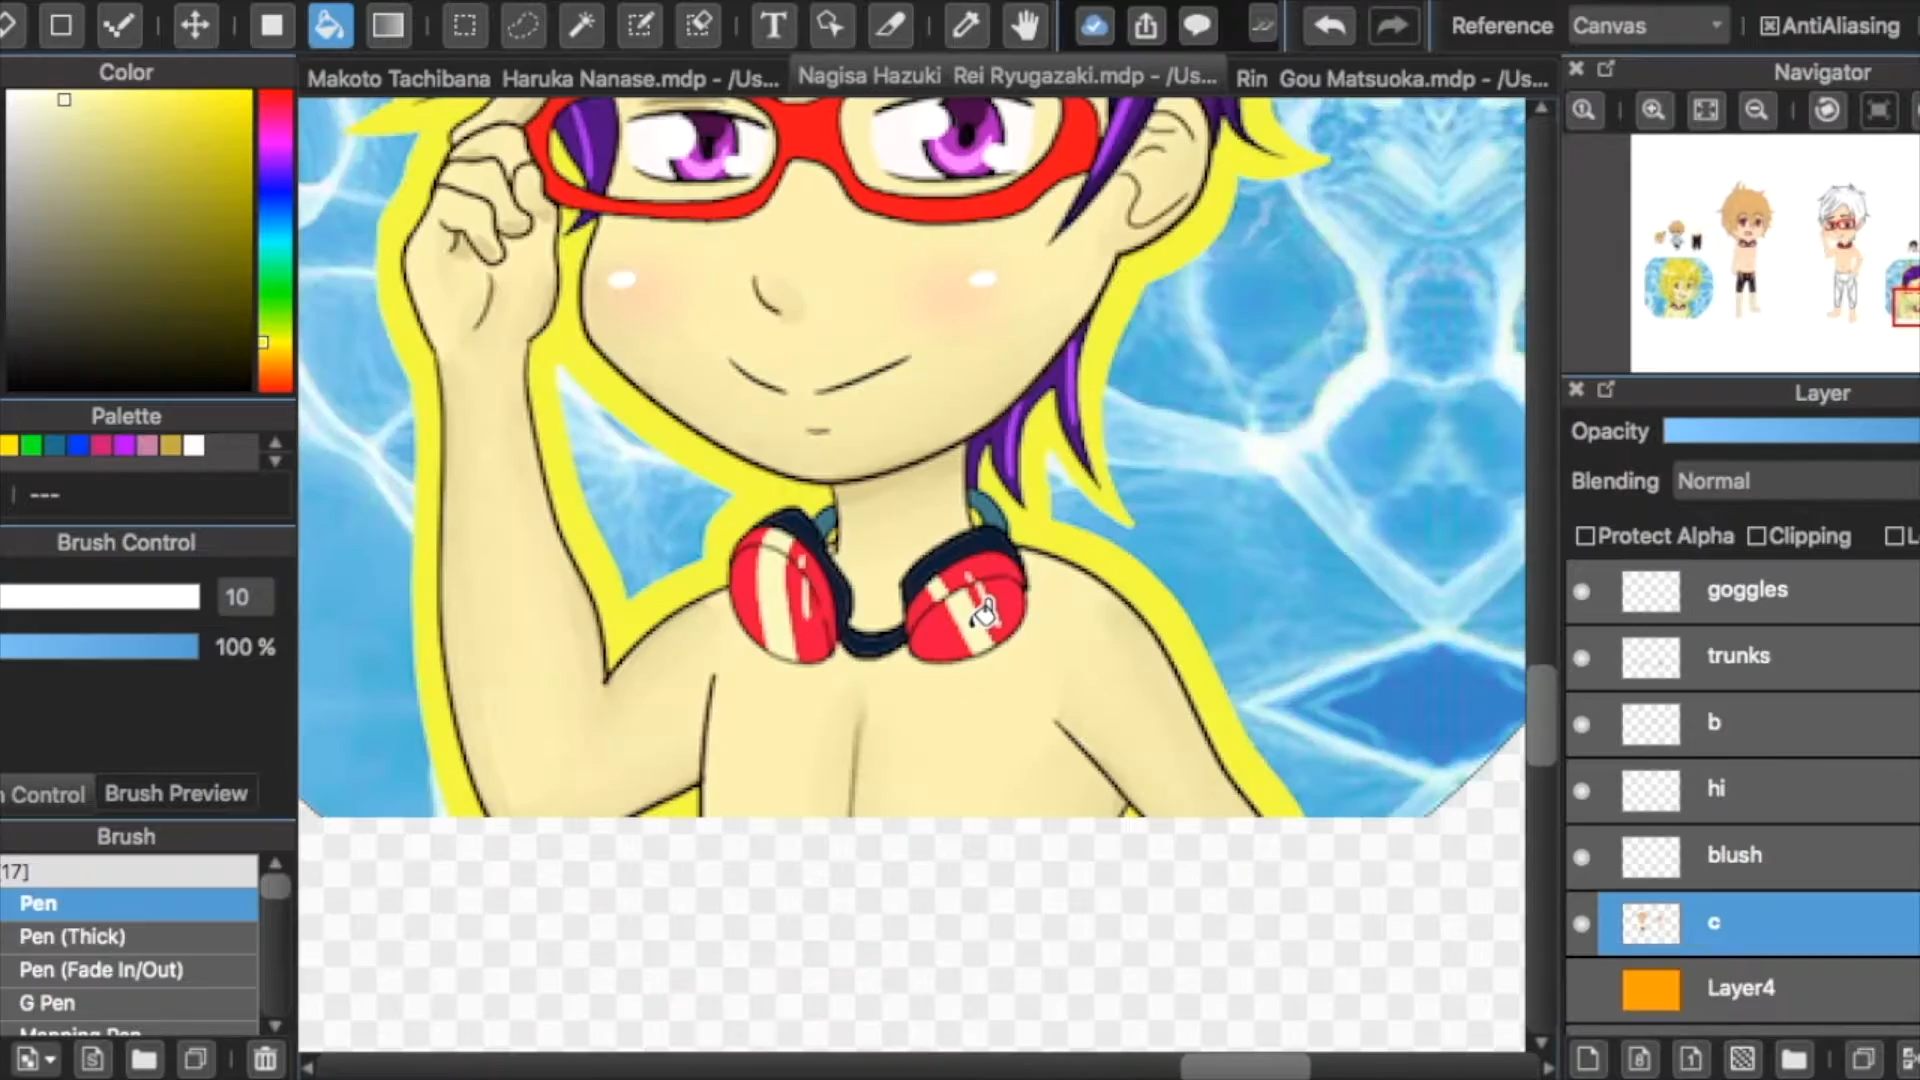 Reference Canvas AntiAliasing
Color
Makoto Tachibana Haruka Nanase.mdp - /Us...
Nagisa Hazuki Rei Ryugazaki.mdp - /Us...
Rin Gou Matsuoka.mdp - /Us...
Navigator
Palette
---
Brush Control
10
100 %
Control
Brush Preview
Brush
17]
Pen
Pen (Thick)
Pen (Fade In/Out)
G Pen
Mapping Pen
Layer
Opacity
Blending Normal
Protect Alpha Clipping L
goggles
trunks
b
hi
blush
c
Layer4